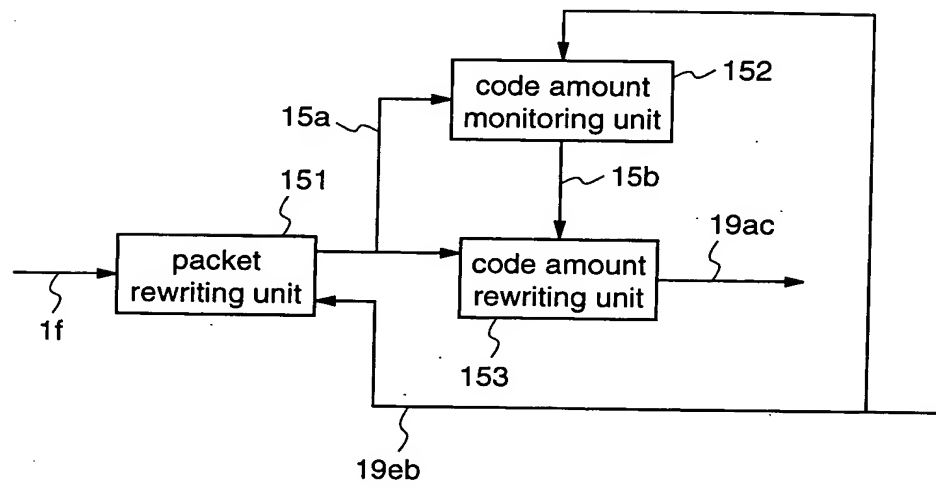 152
code amount
monitoring unit
15a
15b
151
19ac
packet
rewriting unit
code amount
rewriting unit
1f
153
19eb